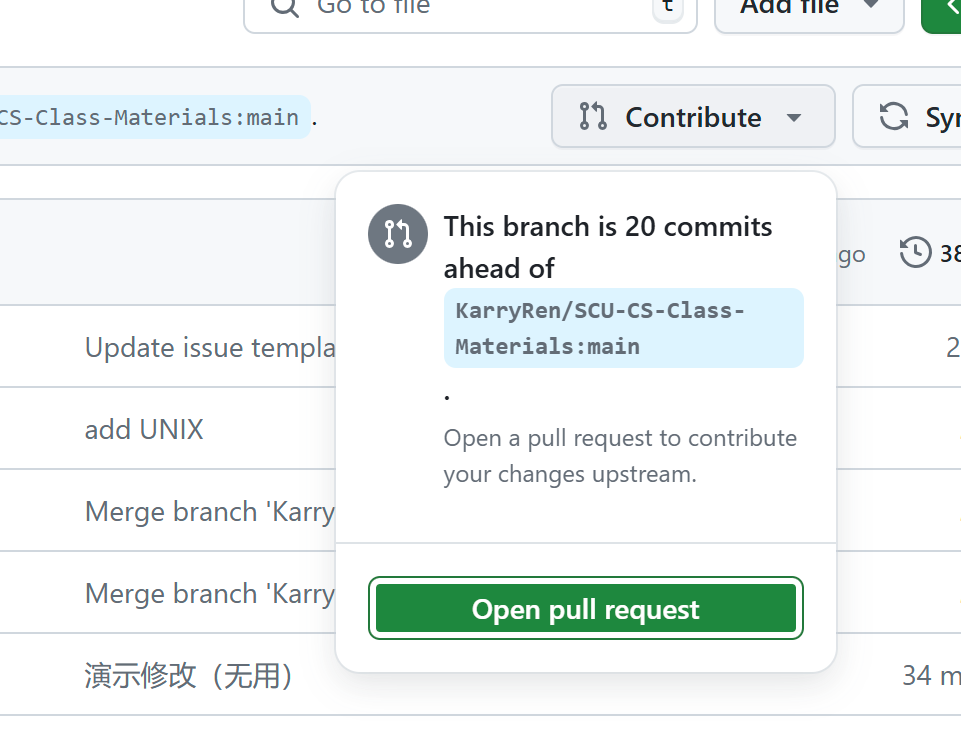 Go to file
t
Add file
CS-Class-Materials:main .
Contribute
This branch is 20 commits
ahead of
KarryRen/SCU-CS-Class-
Materials:main
.
Open a pull request to contribute
your changes upstream.
Open pull request
go
38
Update issue templa
2
add UNIX
Merge branch 'Karry
Merge branch 'Karry
演示修改（无用）
34 m